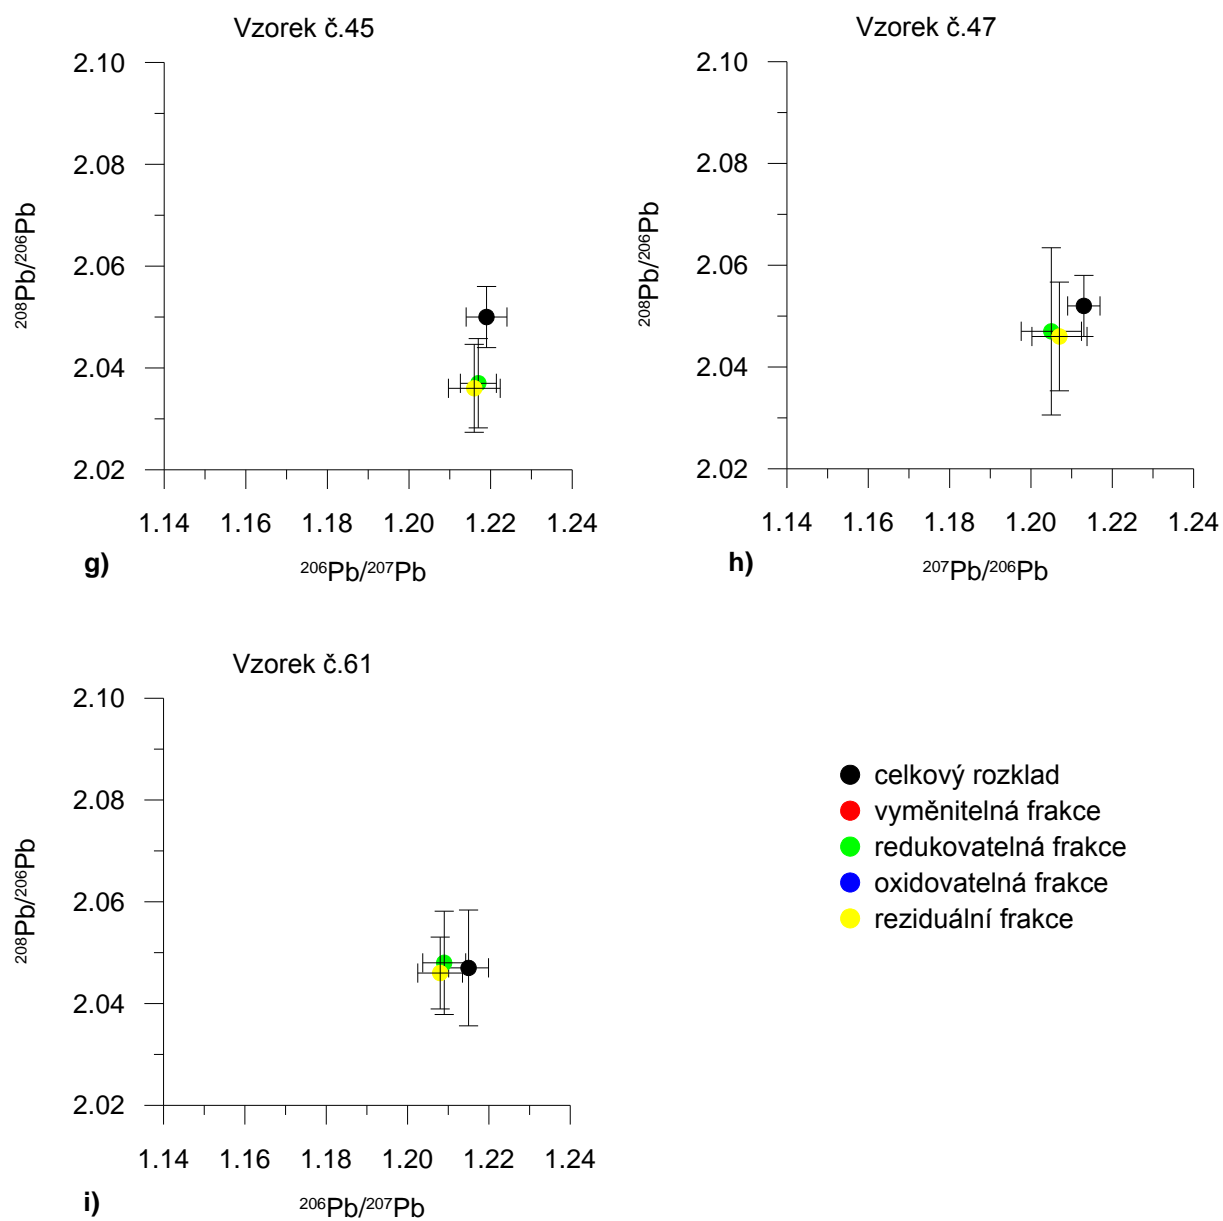 Vzorek č.45
2.10
2.08
2.06
2.04
2.02
²⁰⁸Pb/²⁰⁶Pb
1.14 1.16 1.18 1.20 1.22 1.24
g)
²⁰⁶Pb/²⁰⁷Pb
Vzorek č.47
2.10
2.08
2.06
2.04
2.02
²⁰⁸Pb/²⁰⁶Pb
1.14 1.16 1.18 1.20 1.22 1.24
h)
²⁰⁷Pb/²⁰⁶Pb
Vzorek č.61
2.10
2.08
2.06
2.04
2.02
²⁰⁸Pb/²⁰⁶Pb
1.14 1.16 1.18 1.20 1.22 1.24
i)
²⁰⁶Pb/²⁰⁷Pb
celkový rozklad
vyměnitelná frakce
redukovatelná frakce
oxidovatelná frakce
reziduální frakce